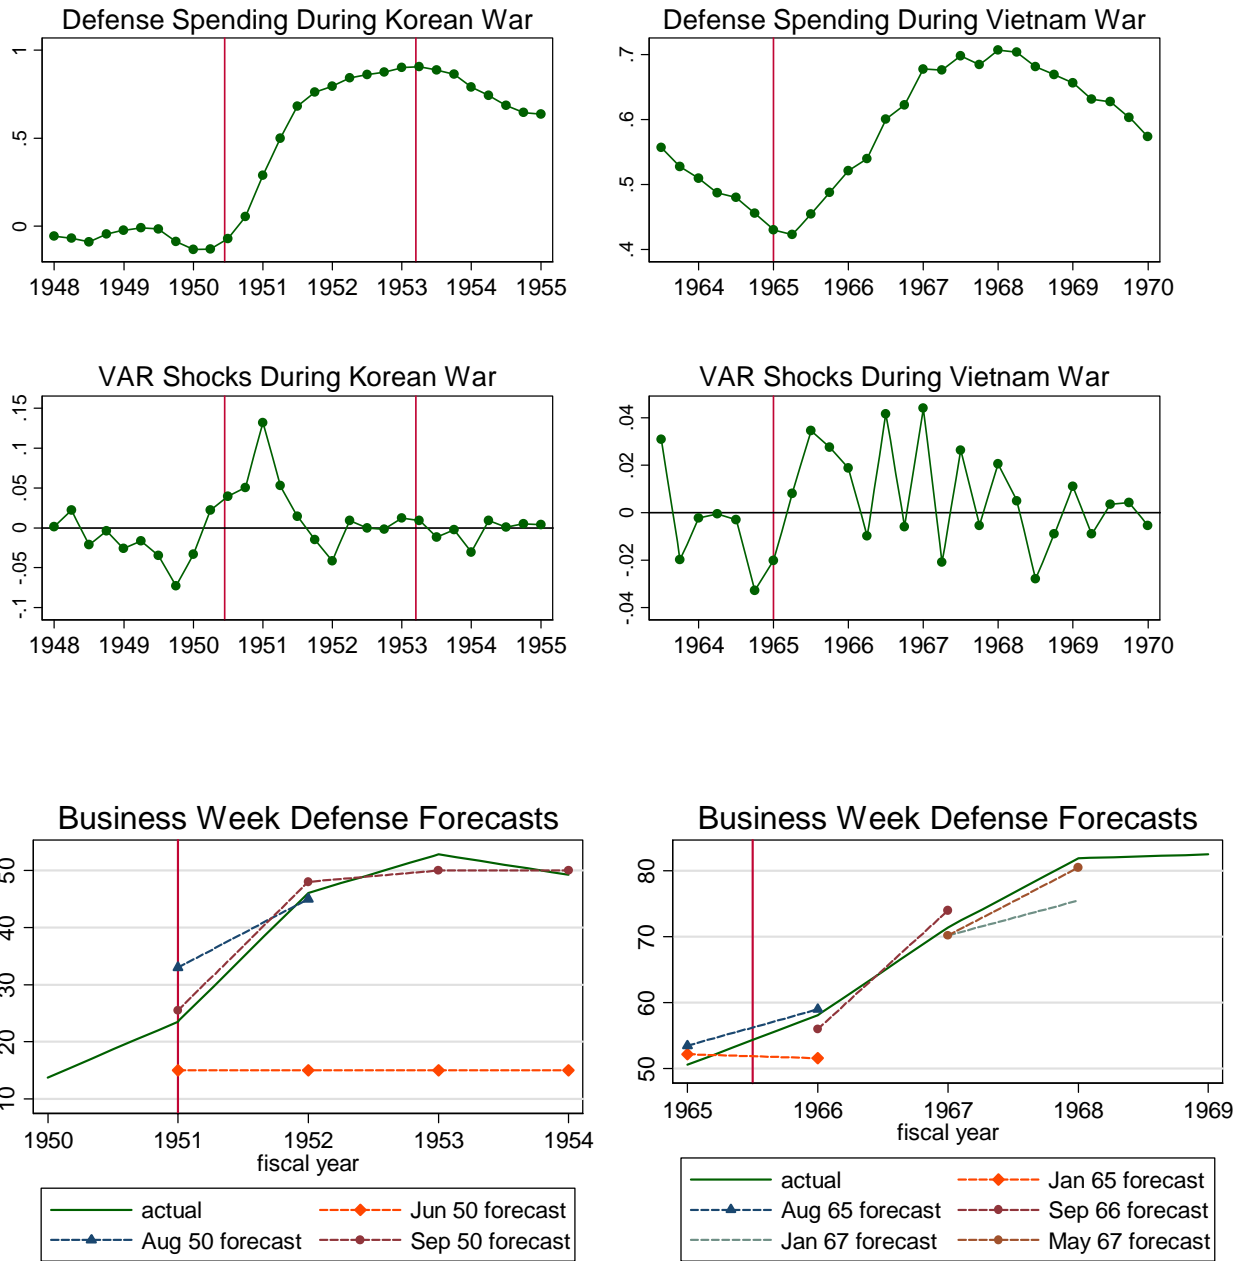 Defense Spending During Korean War
1
.5
0
1948 1949 1950 1951 1952 1953 1954 1955
Defense Spending During Vietnam War
.7
.6
.5
.4
1964 1965 1966 1967 1968 1969 1970
VAR Shocks During Korean War
.15
.1
.05
0
-.05
-.1
1948 1949 1950 1951 1952 1953 1954 1955
VAR Shocks During Vietnam War
.04
.02
0
-.02
-.04
1964 1965 1966 1967 1968 1969 1970
Business Week Defense Forecasts
50
40
30
20
10
1950 1951 1952 1953 1954
fiscal year
actual Jun 50 forecast
Aug 50 forecast Sep 50 forecast
Business Week Defense Forecasts
80
70
60
50
1965 1966 1967 1968 1969
fiscal year
actual Jan 65 forecast
Aug 65 forecast Sep 66 forecast
Jan 67 forecast May 67 forecast